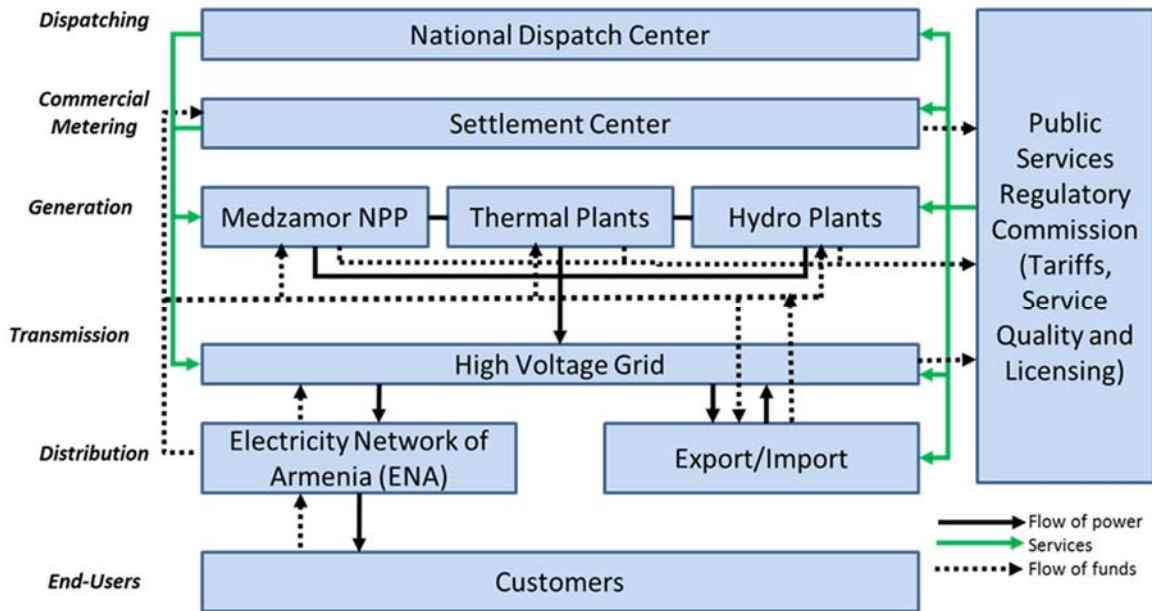 Dispatching
National Dispatch Center
Commercial
Metering
Settlement Center
Generation
Medzamor NPP
Thermal Plants
Hydro Plants
Transmission
High Voltage Grid
Distribution
Electricity Network of
Armenia (ENA)
Export/Import
End-Users
Customers
Public
Services
Regulatory
Commission
(Tariffs,
Service
Quality and
Licensing)
Flow of power
Services
Flow of funds